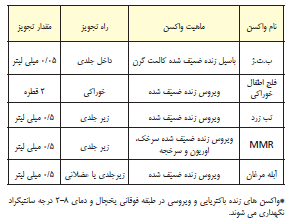 نام واکسن	ماهیت واکسن	راه تجویز	مقدار تجویز
ب.ث.ژ	باسیل زنده ضعیف شده کالمت گرن	داخل جلدی	۰/۰۵ میلی لیتر
فلج اطفال خوراکی	ویروس زنده ضعیف شده	خوراکی	۲ قطره
تب زرد	ویروس زنده ضعیف شده	زیر جلدی	۰/۵ میلی لیتر
MMR	ویروس زنده ضعیف شده سرخک، اوریون و سرخجه	زیر جلدی	۰/۵ میلی لیتر
آبله مرغان	ویروس زنده ضعیف شده	زیرجلدی یا عضلانی	۰/۵ میلی لیتر
*واکسن های زنده باکتریایی و ویروسی در طبقه فوقانی یخچال و دمای ۸-۲ درجه سانتیگراد
نگهداری می شوند.